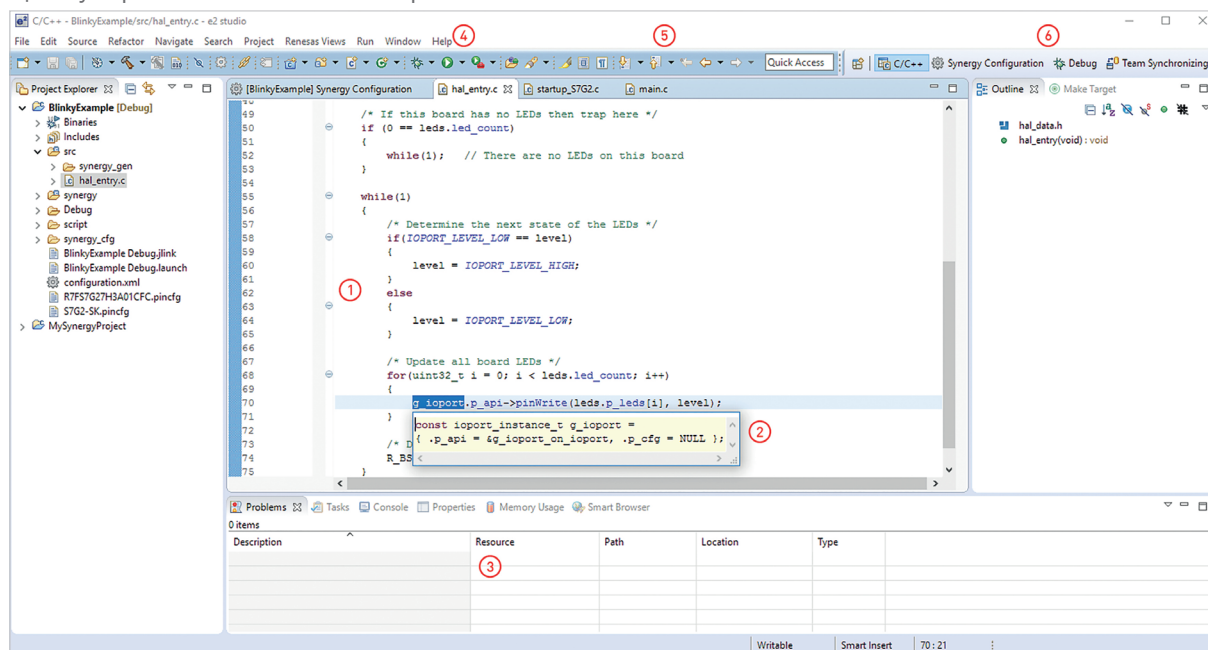 C/C++ - BlinkyExample/src/hal_entry.c - e2 studio
File Edit Source Refactor Navigate Search Project Renesas Views Run Window Help
4
5
6
Quick Access
C/C++
Synergy Configuration
Debug
Team Synchronizing
Project Explorer
BlinkyExample [Debug]
Binaries
Includes
src
synergy_gen
hal_entry.c
synergy
Debug
script
synergy_cfg
BlinkyExample Debug.jlink
BlinkyExample Debug.launch
configuration.xml
R7FS7G27H3A01CFC.pincfg
S7G2-SK.pincfg
MySynergyProject
[BlinkyExample] Synergy Configuration
hal_entry.c
startup_S7G2.c
main.c
49 /* If this board has no LEDs then trap here */
50 if (0 == leds.led_count)
51 {
52 while(1); // There are no LEDs on this board
53 }
54
55 while(1)
56 {
57 /* Determine the next state of the LEDs */
58 if(IOPORT_LEVEL_LOW == level)
59 {
60 level = IOPORT_LEVEL_HIGH;
61 }
62 else
63 {
64 level = IOPORT_LEVEL_LOW;
65 }
66
67 /* Update all board LEDs */
68 for(uint32_t i = 0; i < leds.led_count; i++)
69 {
70 g_ioport.p_api->pinWrite(leds.p_leds[i], level);
71 }
72
73 /* D
74 R_BS
75 }
1
const ioport_instance_t g_ioport =
{ .p_api = &g_ioport_on_ioport, .p_cfg = NULL };
2
Outline
Make Target
hal_data.h
hal_entry(void) : void
Problems
Tasks
Console
Properties
Memory Usage
Smart Browser
0 items
Description Resource Path Location Type
3
Writable Smart Insert 70 : 21